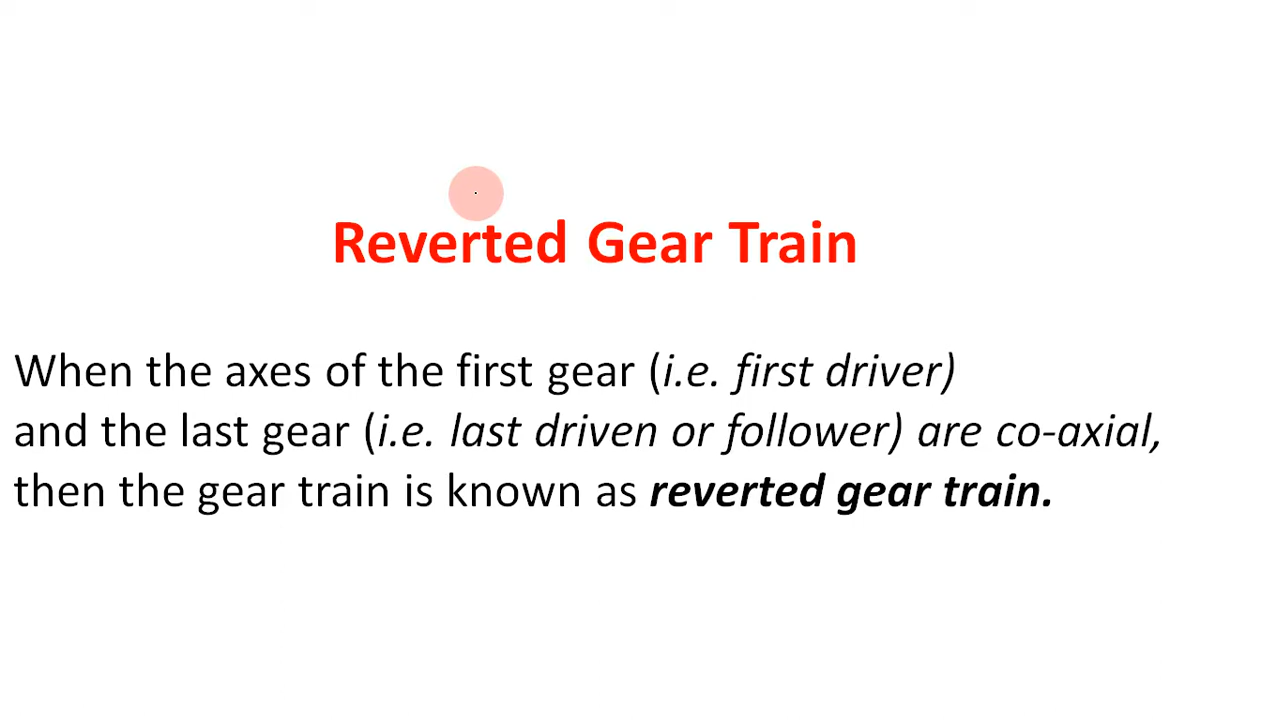 Reverted Gear Train
When the axes of the first gear (i.e. first driver)
and the last gear (i.e. last driven or follower) are co-axial,
then the gear train is known as reverted gear train.